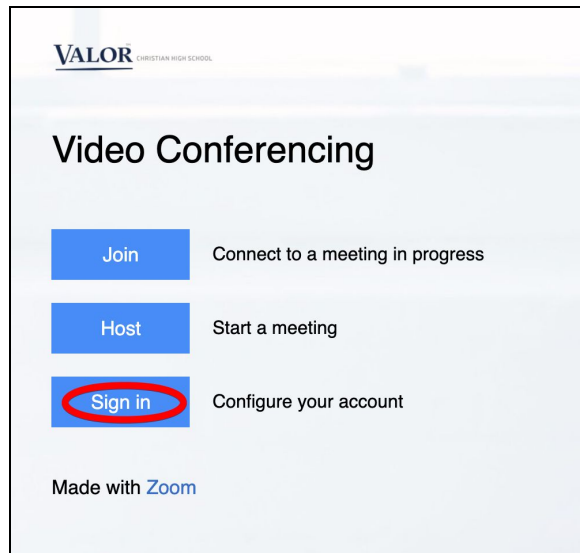 VALOR CHRISTIAN HIGH SCHOOL
Video Conferencing
Join Connect to a meeting in progress
Host Start a meeting
Sign in Configure your account
Made with Zoom